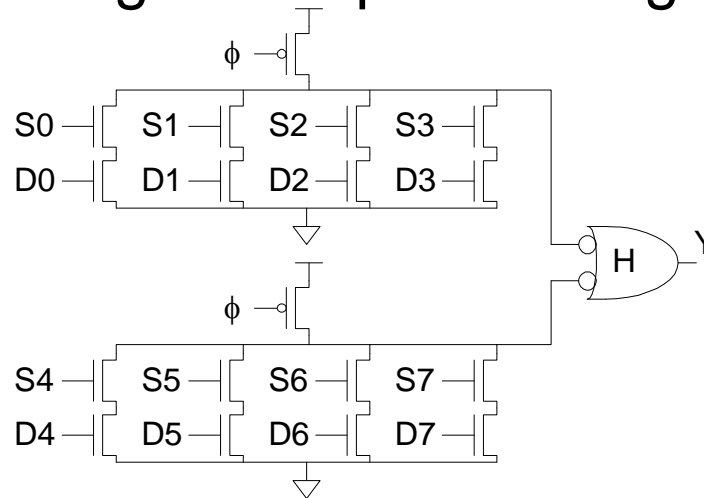 ϕ
S0 S1 S2 S3
D0 D1 D2 D3
H
ϕ
S4 S5 S6 S7
D4 D5 D6 D7